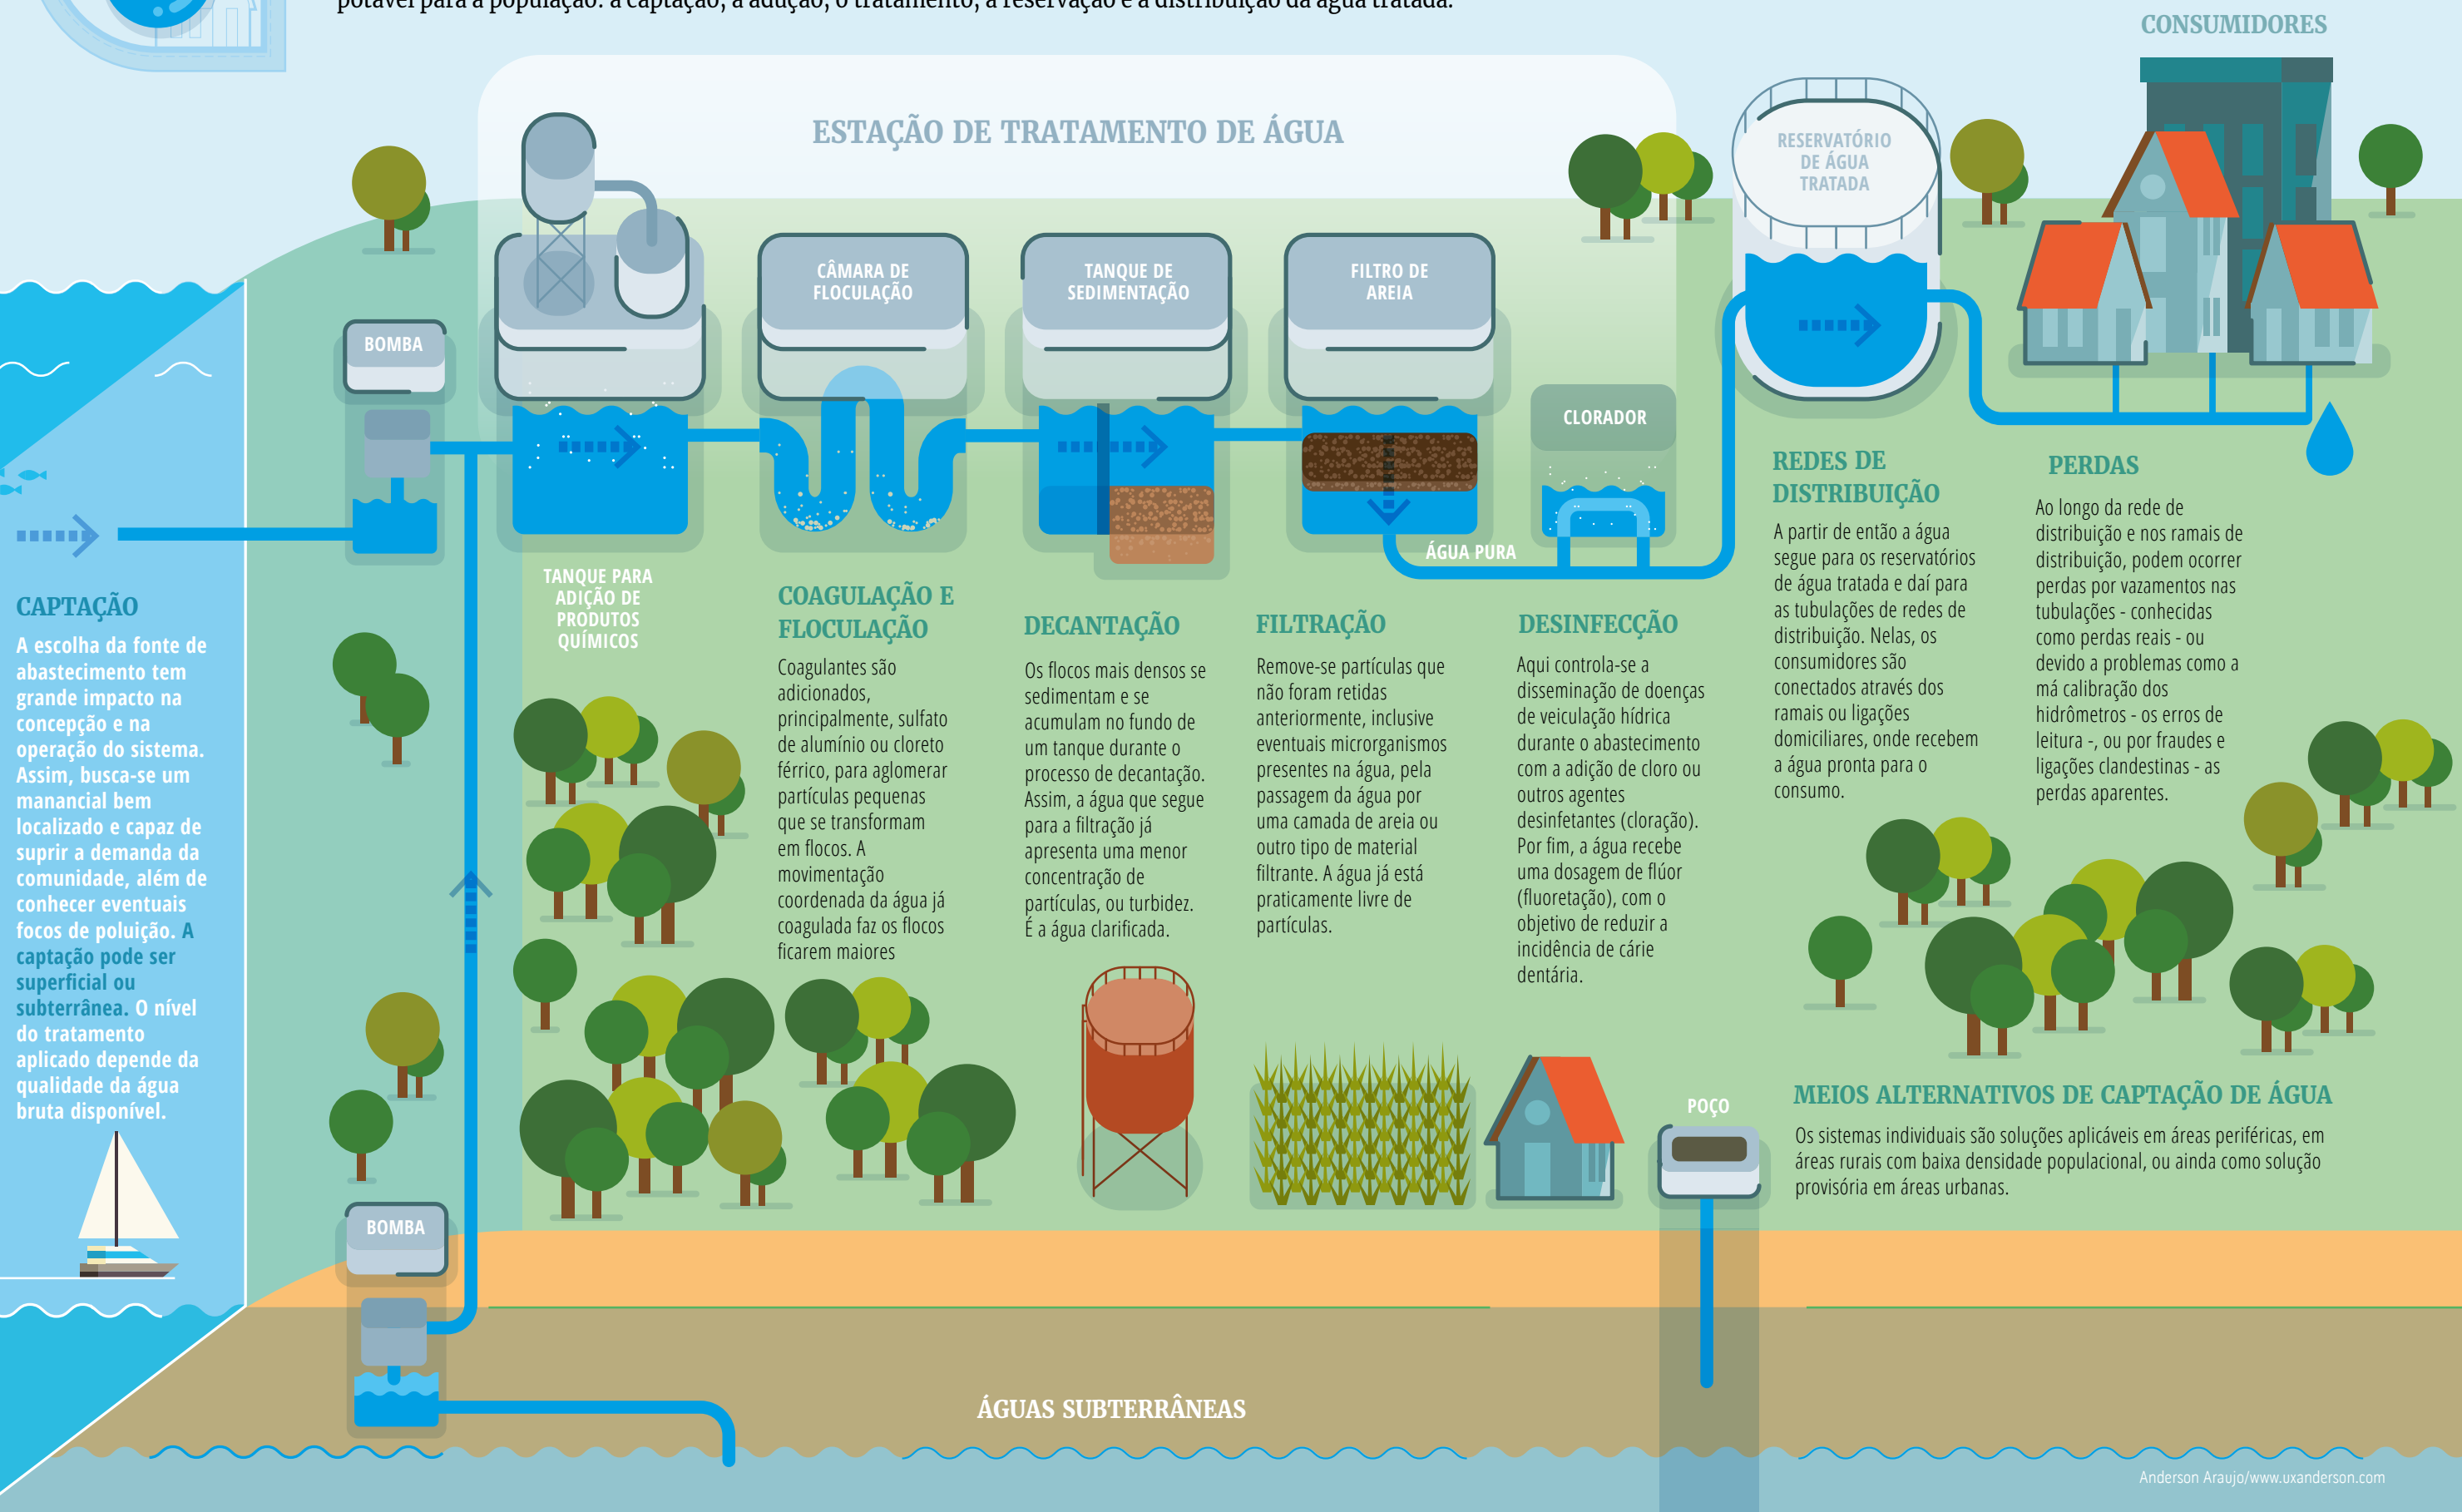 potável para a população: a captação, a adução, o tratamento, a reservação e a distribuição da água tratada.
CONSUMIDORES
ESTAÇÃO DE TRATAMENTO DE ÁGUA
RESERVATÓRIO
DE ÁGUA
TRATADA
BOMBA
CÂMARA DE
FLOCULAÇÃO
TANQUE DE
SEDIMENTAÇÃO
FILTRO DE
AREIA
CLORADOR
ÁGUA PURA
CAPTAÇÃO
A escolha da fonte de
abastecimento tem
grande impacto na
concepção e na
operação do sistema.
Assim, busca-se um
manancial bem
localizado e capaz de
suprir a demanda da
comunidade, além de
conhecer eventuais
focos de poluição. A
captação pode ser
superficial ou
subterrânea. O nível
do tratamento
aplicado depende da
qualidade da água
bruta disponível.
TANQUE PARA
ADIÇÃO DE
PRODUTOS
QUÍMICOS
COAGULAÇÃO E
FLOCULAÇÃO
Coagulantes são
adicionados,
principalmente, sulfato
de alumínio ou cloreto
férrico, para aglomerar
partículas pequenas
que se transformam
em flocos. A
movimentação
coordenada da água já
coagulada faz os flocos
ficarem maiores
DECANTAÇÃO
Os flocos mais densos se
sedimentam e se
acumulam no fundo de
um tanque durante o
processo de decantação.
Assim, a água que segue
para a filtração já
apresenta uma menor
concentração de
partículas, ou turbidez.
É a água clarificada.
FILTRAÇÃO
Remove-se partículas que
não foram retidas
anteriormente, inclusive
eventuais microrganismos
presentes na água, pela
passagem da água por
uma camada de areia ou
outro tipo de material
filtrante. A água já está
praticamente livre de
partículas.
DESINFECÇÃO
Aqui controla-se a
disseminação de doenças
de veiculação hídrica
durante o abastecimento
com a adição de cloro ou
outros agentes
desinfetantes (cloração).
Por fim, a água recebe
uma dosagem de flúor
(fluoretação), com o
objetivo de reduzir a
incidência de cárie
dentária.
REDES DE
DISTRIBUIÇÃO
A partir de então a água
segue para os reservatórios
de água tratada e daí para
as tubulações de redes de
distribuição. Nelas, os
consumidores são
conectados através dos
ramais ou ligações
domiciliares, onde recebem
a água pronta para o
consumo.
PERDAS
Ao longo da rede de
distribuição e nos ramais de
distribuição, podem ocorrer
perdas por vazamentos nas
tubulações - conhecidas
como perdas reais - ou
devido a problemas como a
má calibração dos
hidrômetros - os erros de
leitura -, ou por fraudes e
ligações clandestinas - as
perdas aparentes.
POÇO
MEIOS ALTERNATIVOS DE CAPTAÇÃO DE ÁGUA
Os sistemas individuais são soluções aplicáveis em áreas periféricas, em
áreas rurais com baixa densidade populacional, ou ainda como solução
provisória em áreas urbanas.
BOMBA
ÁGUAS SUBTERRÂNEAS
Anderson Araujo/www.uxanderson.com